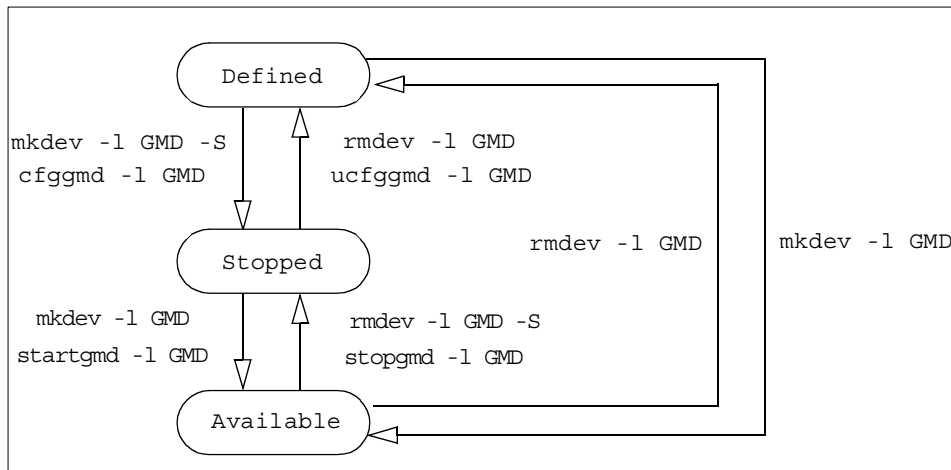 Defined
mkdev -l GMD -S
cfggmd -l GMD
rmdev -l GMD
ucfggmd -l GMD
Stopped
rmdev -l GMD
mkdev -l GMD
mkdev -l GMD
startgmd -l GMD
rmdev -l GMD -S
stopgmd -l GMD
Available